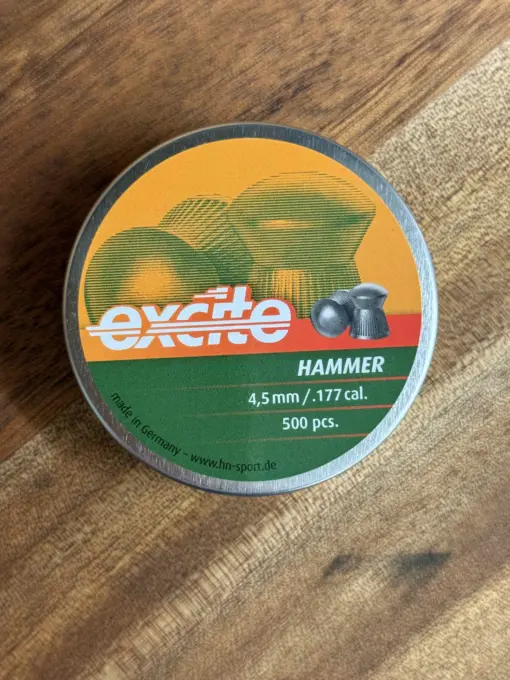 excite
HAMMER
4,5 mm / .177 cal.
500 pcs.
made in Germany – www.hn-sport.de